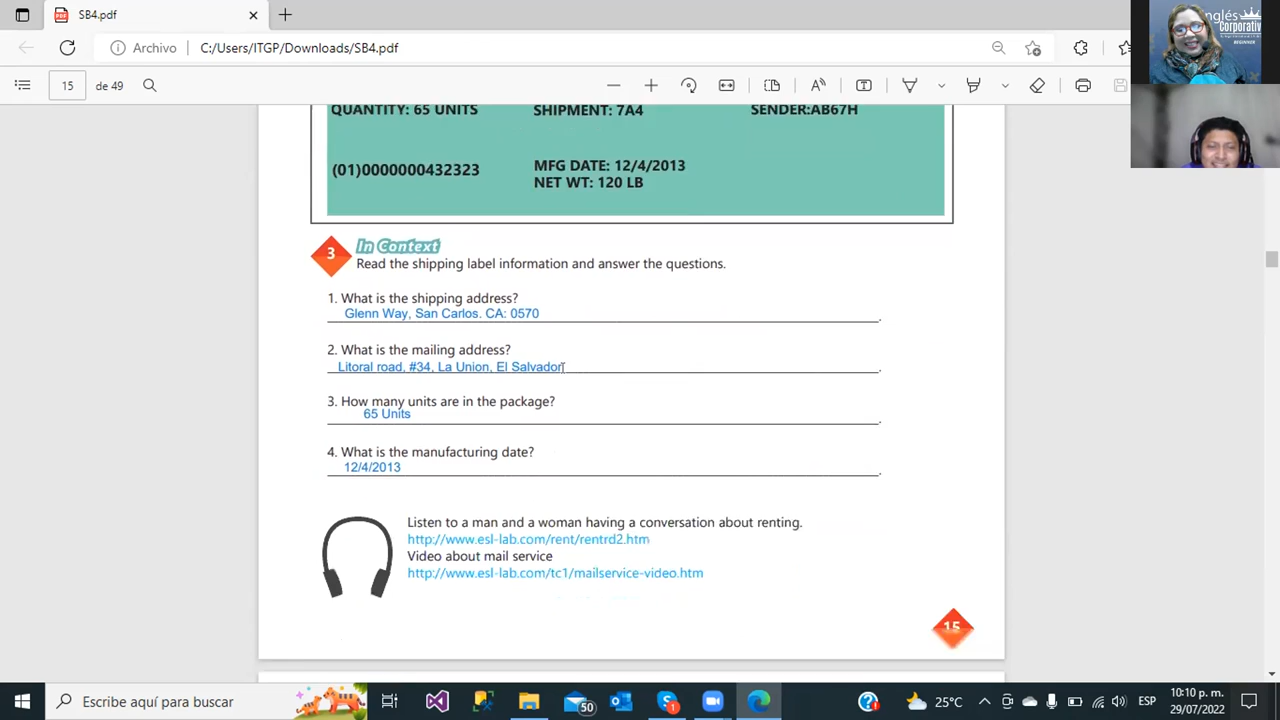 SB4.pdf
Archivo
C:/Users/ITGP/Downloads/SB4.pdf
15
de 49
Inglés
Corporativo
BEGINNER
QUANTITY: 65 UNITS
SHIPMENT: 7A4
SENDER:AB67H
(01)0000000432323
MFG DATE: 12/4/2013
NET WT: 120 LB
3
In Context
Read the shipping label information and answer the questions.
1. What is the shipping address?
Glenn Way, San Carlos. CA: 0570
2. What is the mailing address?
Litoral road, #34, La Union, El Salvador
3. How many units are in the package?
65 Units
4. What is the manufacturing date?
12/4/2013
Listen to a man and a woman having a conversation about renting.
http://www.esl-lab.com/rent/rentrd2.htm
Video about mail service
http://www.esl-lab.com/tc1/mailservice-video.htm
15
Escribe aquí para buscar
50
1
25°C
ESP
10:10 p. m.
29/07/2022